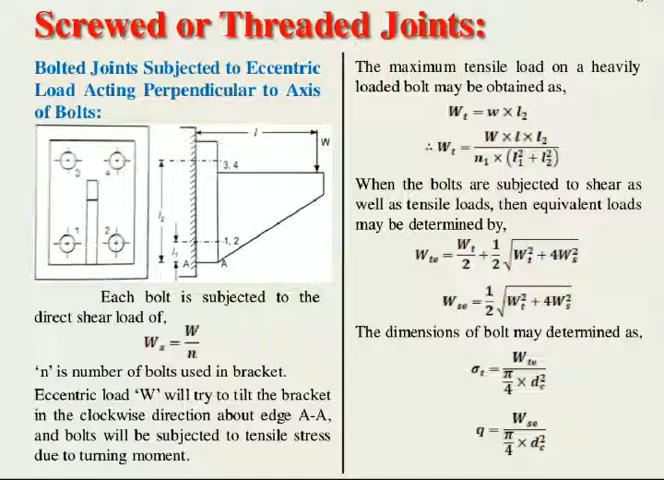 Screwed or Threaded Joints:
Bolted Joints Subjected to Eccentric
Load Acting Perpendicular to Axis
of Bolts:
l
W
3 4
3, 4
l₂
1 2
1, 2
l₁
A A
Each bolt is subjected to the
direct shear load of,
Wₛ = W/n
‘n’ is number of bolts used in bracket.
Eccentric load ‘W’ will try to tilt the bracket
in the clockwise direction about edge A-A,
and bolts will be subjected to tensile stress
due to turning moment.
The maximum tensile load on a heavily
loaded bolt may be obtained as,
Wₜ = w × l₂
∴ Wₜ = (W × l × l₂) / (n₁ × (l₁² + l₂²))
When the bolts are subjected to shear as
well as tensile loads, then equivalent loads
may be determined by,
Wₜₑ = Wₜ/2 + 1/2 √(Wₜ² + 4Wₛ²)
Wₛₑ = 1/2 √(Wₜ² + 4Wₛ²)
The dimensions of bolt may determined as,
σₜ = Wₜₑ / (π/4 × d_c²)
q = Wₛₑ / (π/4 × d_c²)